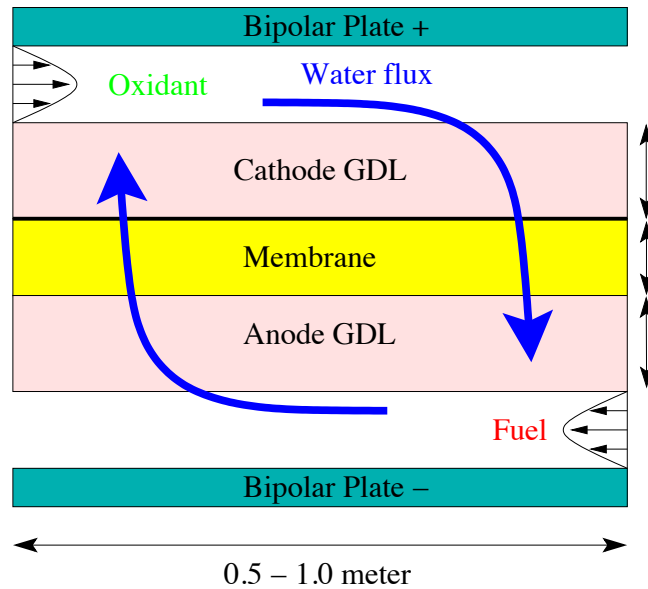 Bipolar Plate +
Water flux
Oxidant
Cathode GDL
Membrane
Anode GDL
Fuel
Bipolar Plate –
0.5 – 1.0 meter